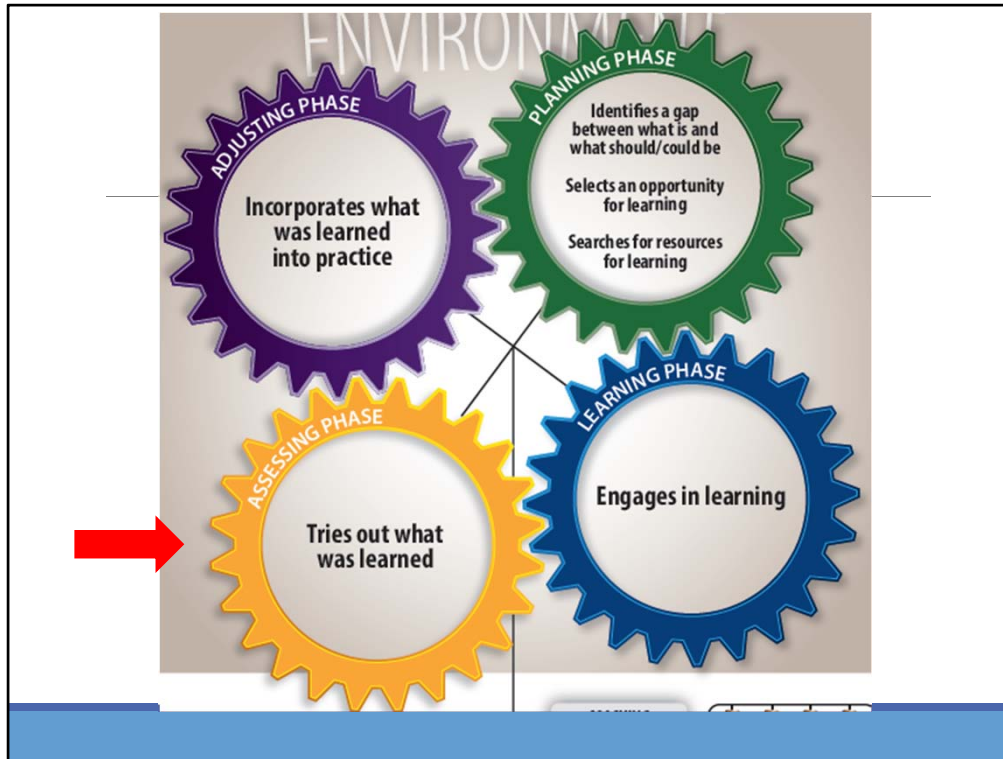 ENVIRONMENT
ADJUSTING PHASE
Incorporates what
was learned
into practice
PLANNING PHASE
Identifies a gap
between what is and
what should/could be
Selects an opportunity
for learning
Searches for resources
for learning
ASSESSING PHASE
Tries out what
was learned
LEARNING PHASE
Engages in learning